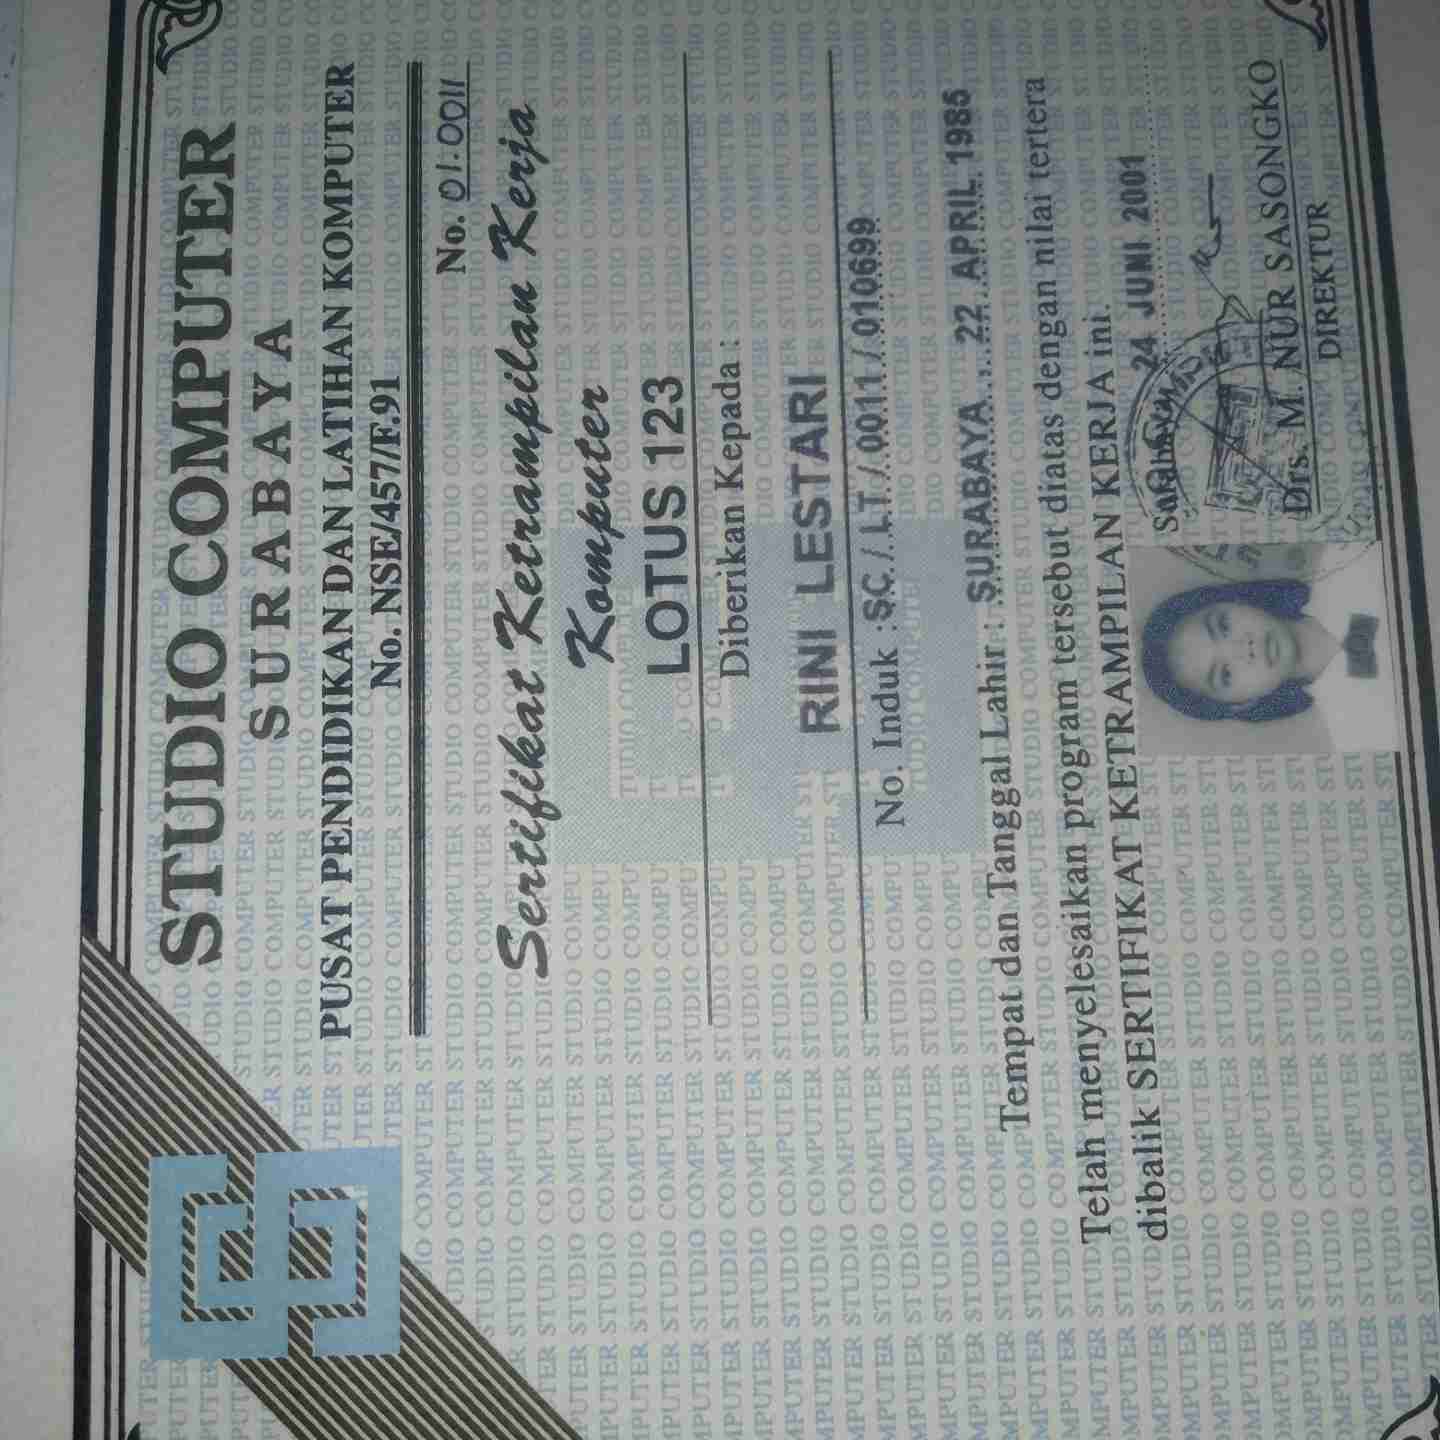 STUDIO COMPUTER
SURABAYA
PUSAT PENDIDIKAN DAN LATIHAN KOMPUTER
No. NSE/457/F.91
No. 01.0011
Sertifikat Ketrampilan Kerja
Komputer
LOTUS 123
Diberikan Kepada :
RINI LESTARI
No. Induk : SC / LT / 0011 / 010699
Tempat dan Tanggal Lahir : SURABAYA 22 APRIL 1985
Telah menyelesaikan program tersebut diatas dengan nilai tertera
dibalik SERTIFIKAT KETRAMPILAN KERJA ini.
Surabaya, 24 JUNI 2001
Drs. M. NUR SASONGKO
DIREKTUR